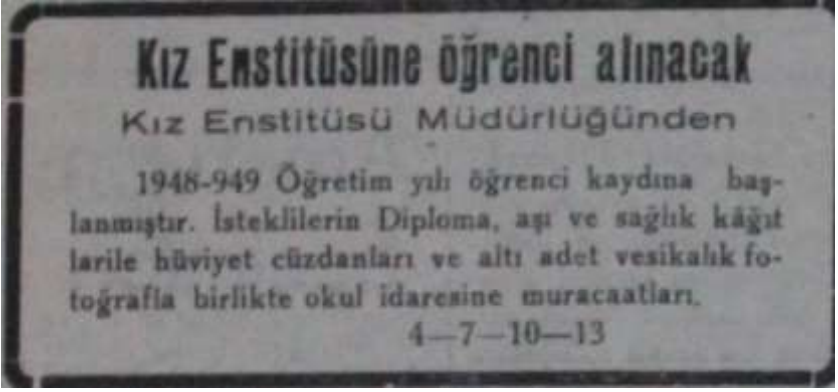 Kız Enstitüsüne öğrenci alınacak
Kız Enstitüsü Müdürlüğünden
1948-949 Öğretim yılı öğrenci kaydına baş-
lanmıştır. İsteklilerin Diploma, aşı ve sağlık kâğıt
larile hüviyet cüzdanları ve altı adet vesikalık fo-
toğrafla birlikte okul idaresine muracaatları.
4—7—10—13